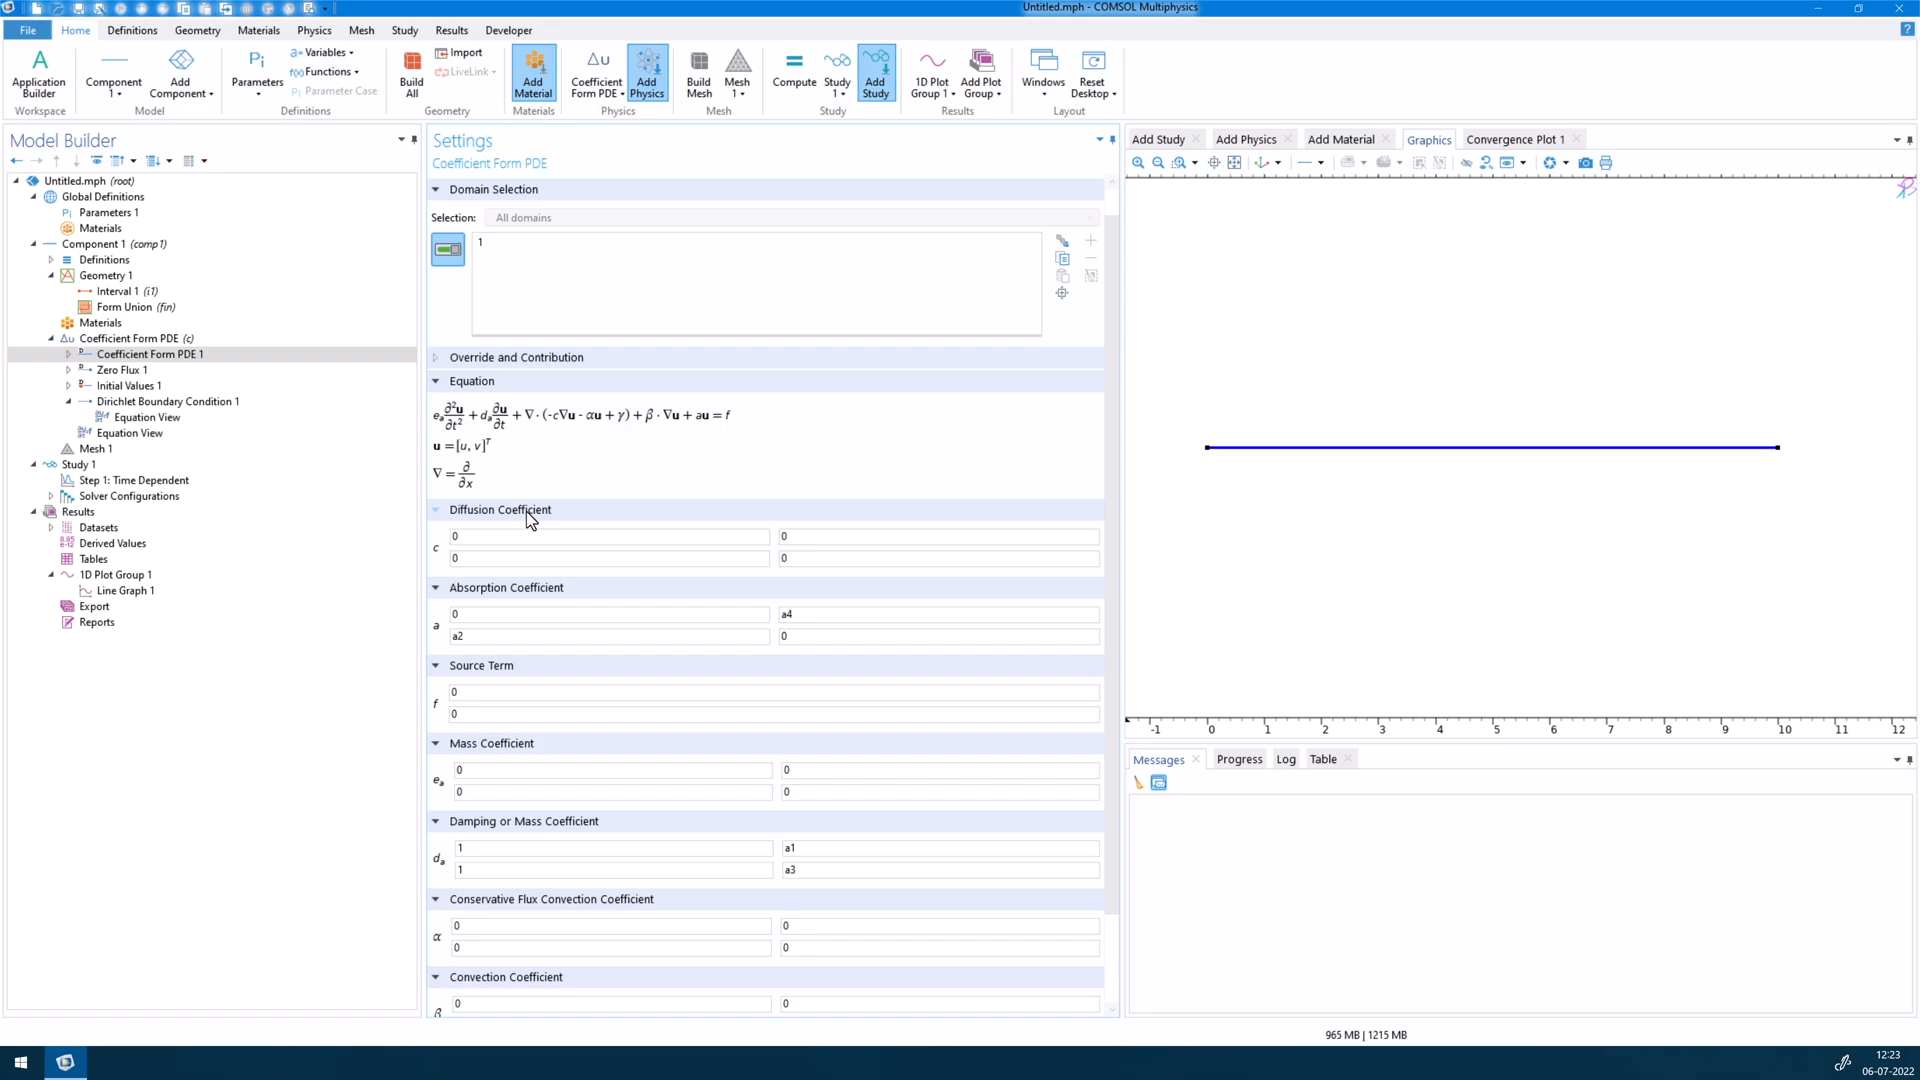 Untitled.mph - COMSOL Multiphysics
File Home Definitions Geometry Materials Physics Mesh Study Results Developer
Application Builder
Component 1
Add Component
Parameters
a= Variables
f(x) Functions
Pi Parameter Case
Build All
Import
LiveLink
Add Material
Coefficient Form PDE
Add Physics
Build Mesh
Mesh 1
Compute
Study 1
Add Study
1D Plot Group 1
Add Plot Group
Windows
Reset Desktop
Workspace Model Definitions Geometry Materials Physics Mesh Study Results Layout
Model Builder
Untitled.mph (root)
Global Definitions
Parameters 1
Materials
Component 1 (comp1)
Definitions
Geometry 1
Interval 1 (i1)
Form Union (fin)
Materials
Coefficient Form PDE (c)
Coefficient Form PDE 1
Zero Flux 1
Initial Values 1
Dirichlet Boundary Condition 1
Equation View
Equation View
Mesh 1
Study 1
Step 1: Time Dependent
Solver Configurations
Results
Datasets
Derived Values
Tables
1D Plot Group 1
Line Graph 1
Export
Reports
Settings
Coefficient Form PDE
Domain Selection
Selection: All domains
1
Override and Contribution
Equation
eₐ ∂²u/∂t² + dₐ ∂u/∂t + ∇ · (-c∇u - αu + γ) + β · ∇u + au = f
u = [u, v]ᵀ
∇ = ∂/∂x
Diffusion Coefficient
c
0 0
0 0
Absorption Coefficient
a
0 a4
a2 0
Source Term
f
0
0
Mass Coefficient
eₐ
0 0
0 0
Damping or Mass Coefficient
dₐ
1 a1
1 a3
Conservative Flux Convection Coefficient
α
0 0
0 0
Convection Coefficient
β
0 0
Add Study Add Physics Add Material Graphics Convergence Plot 1
-1 0 1 2 3 4 5 6 7 8 9 10 11 12
Messages Progress Log Table
965 MB | 1215 MB
12:23
06-07-2022